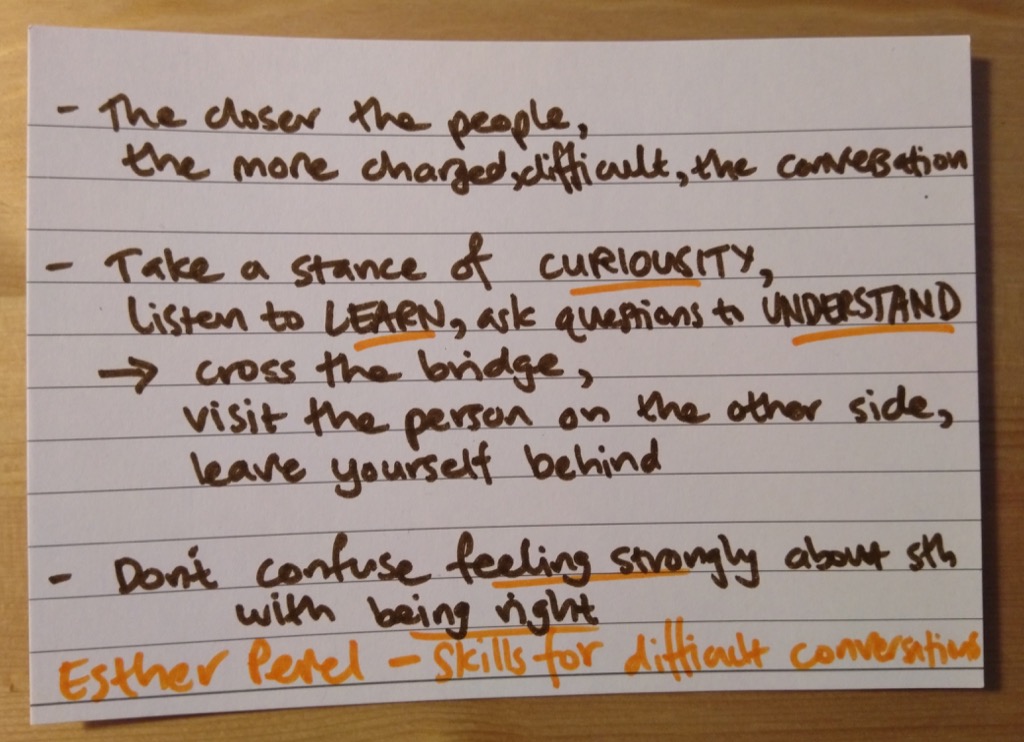 - The closer the people,
the more charged, difficult, the conversation
- Take a stance of CURIOUSITY,
listen to LEARN, ask questions to UNDERSTAND
→ cross the bridge,
visit the person on the other side,
leave yourself behind
- Don't confuse feeling strongly about sth
with being right
Esther Perel - Skills for difficult conversations